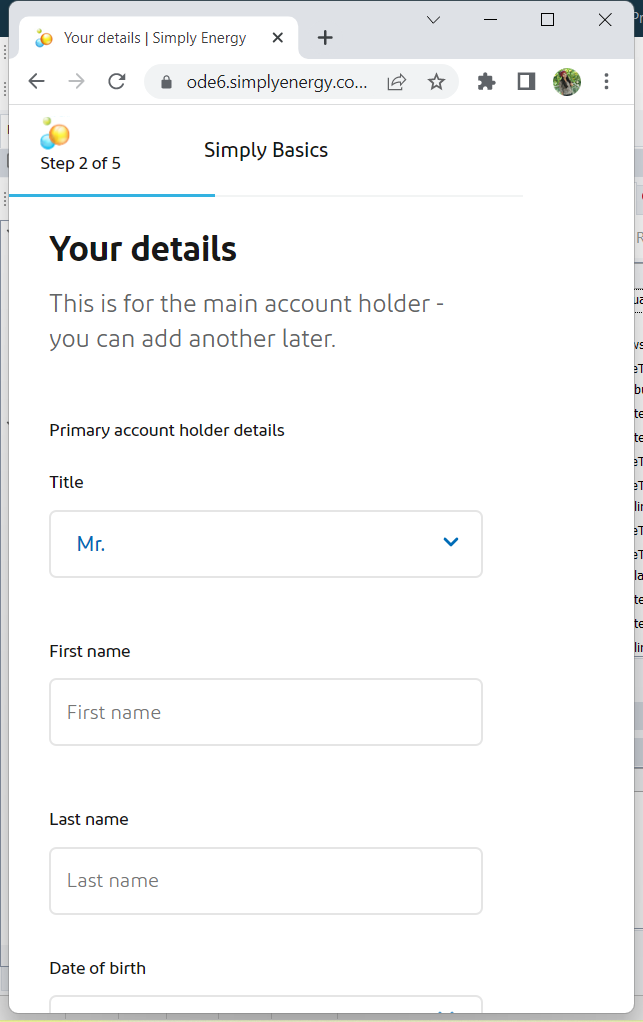 Your details | Simply Energy
ode6.simplyenergy.co...
Step 2 of 5
Simply Basics
Your details
This is for the main account holder -
you can add another later.
Primary account holder details
Title
Mr.
First name
First name
Last name
Last name
Date of birth